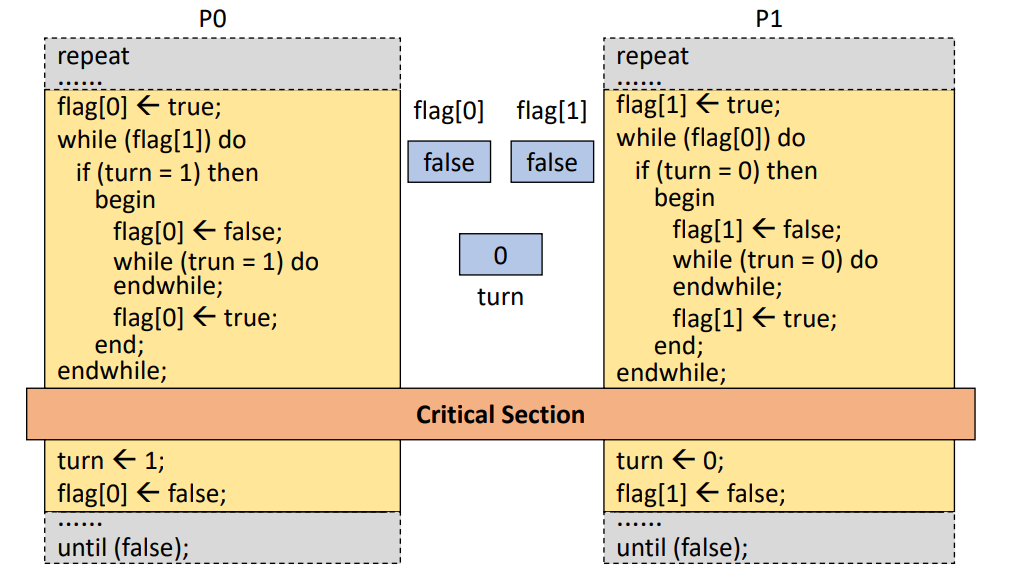 P0
repeat
......
flag[0] ← true;
while (flag[1]) do
if (turn = 1) then
begin
flag[0] ← false;
while (trun = 1) do
endwhile;
flag[0] ← true;
end;
endwhile;
flag[0] flag[1]
false false
0
turn
P1
repeat
......
flag[1] ← true;
while (flag[0]) do
if (turn = 0) then
begin
flag[1] ← false;
while (trun = 0) do
endwhile;
flag[1] ← true;
end;
endwhile;
Critical Section
turn ← 1;
flag[0] ← false;
......
until (false);
turn ← 0;
flag[1] ← false;
......
until (false);